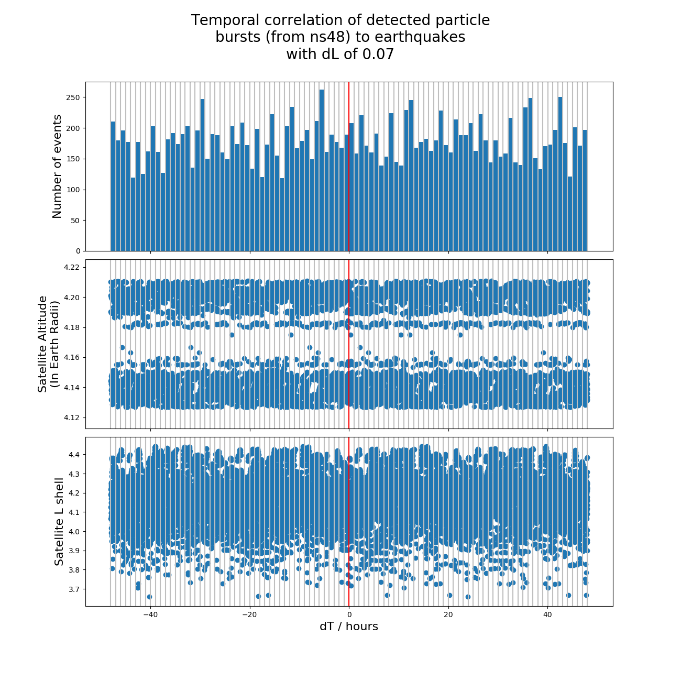 Temporal correlation of detected particle
bursts (from ns48) to earthquakes
with dL of 0.07
Number of events
250
200
150
100
50
0
Satellite Altitude
(In Earth Radii)
4.22
4.20
4.18
4.16
4.14
4.12
Satellite L shell
4.4
4.3
4.2
4.1
4.0
3.9
3.8
3.7
−40 −20 0 20 40
dT / hours